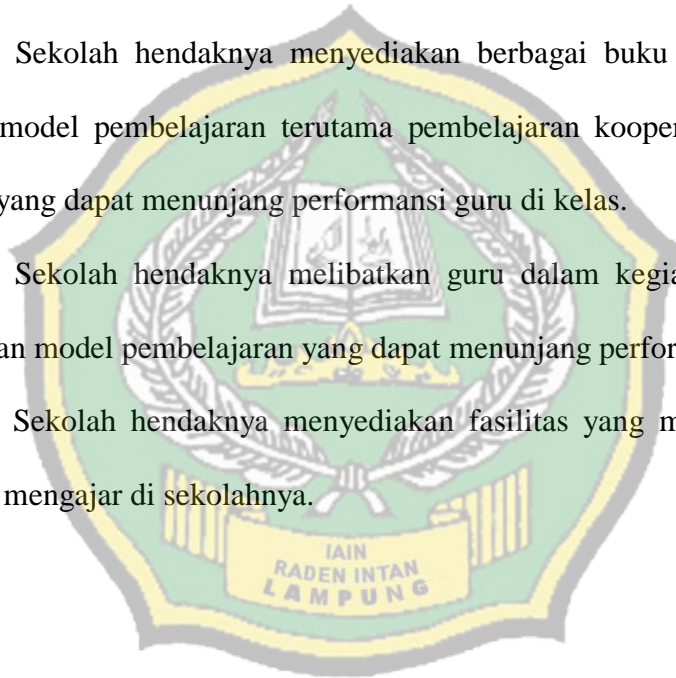 Sekolah hendaknya menyediakan berbagai buku
model pembelajaran terutama pembelajaran kooper
yang dapat menunjang performansi guru di kelas.
Sekolah hendaknya melibatkan guru dalam kegia
an model pembelajaran yang dapat menunjang perfor
Sekolah hendaknya menyediakan fasilitas yang m
mengajar di sekolahnya.
IAIN
RADEN INTAN
LAMPUNG